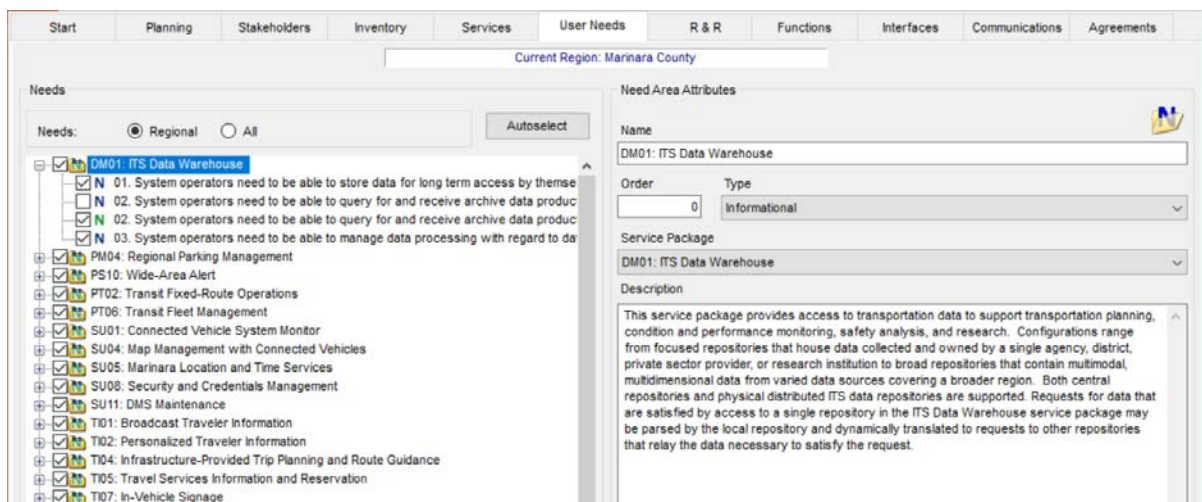 Start Planning Stakeholders Inventory Services User Needs R & R Functions Interfaces Communications Agreements
Current Region: Marinara County
Needs
Needs: Regional All Autoselect
DM01: ITS Data Warehouse
N 01. System operators need to be able to store data for long term access by themse
N 02. System operators need to be able to query for and receive archive data produc
N 02. System operators need to be able to query for and receive archive data produc
N 03. System operators need to be able to manage data processing with regard to da
PM04: Regional Parking Management
PS10: Wide-Area Alert
PT02: Transit Fixed-Route Operations
PT06: Transit Fleet Management
SU01: Connected Vehicle System Monitor
SU04: Map Management with Connected Vehicles
SU05: Marinara Location and Time Services
SU08: Security and Credentials Management
SU11: DMS Maintenance
TI01: Broadcast Traveler Information
TI02: Personalized Traveler Information
TI04: Infrastructure-Provided Trip Planning and Route Guidance
TI05: Travel Services Information and Reservation
TI07: In-Vehicle Signage
Need Area Attributes
N
Name
DM01: ITS Data Warehouse
Order Type
0 Informational
Service Package
DM01: ITS Data Warehouse
Description
This service package provides access to transportation data to support transportation planning,
condition and performance monitoring, safety analysis, and research. Configurations range
from focused repositories that house data collected and owned by a single agency, district,
private sector provider, or research institution to broad repositories that contain multimodal,
multidimensional data from varied data sources covering a broader region. Both central
repositories and physical distributed ITS data repositories are supported. Requests for data that
are satisfied by access to a single repository in the ITS Data Warehouse service package may
be parsed by the local repository and dynamically translated to requests to other repositories
that relay the data necessary to satisfy the request.